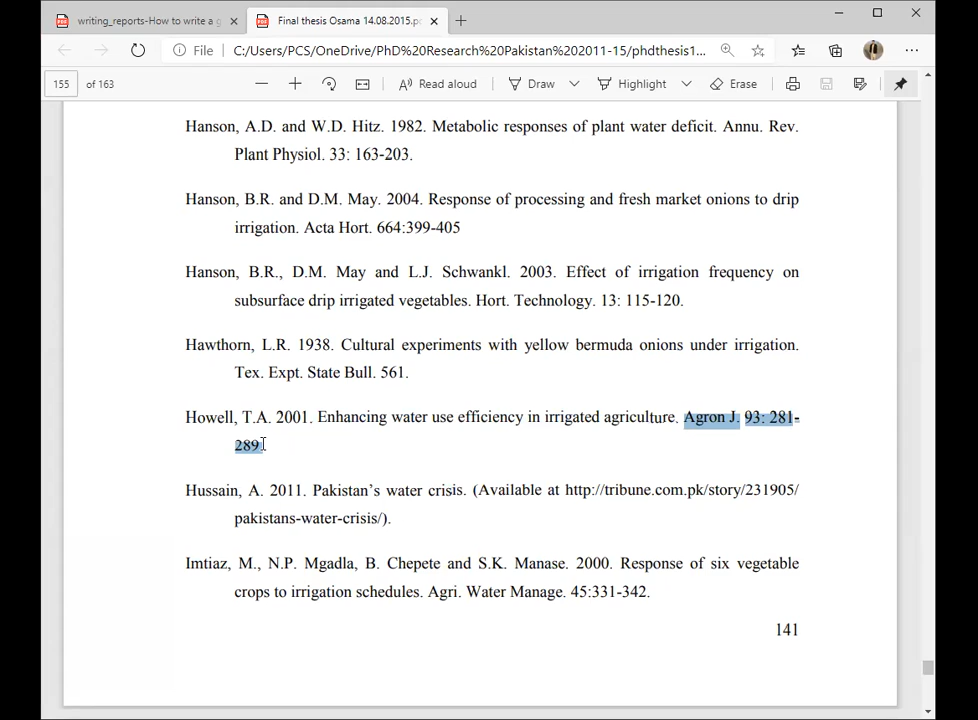 writing_reports-How to write a g
Final thesis Osama 14.08.2015.p
File C:/Users/PCS/OneDrive/PhD%20Research%20Pakistan%202011-15/phdthesis1...
155 of 163 Read aloud Draw Highlight Erase
Hanson, A.D. and W.D. Hitz. 1982. Metabolic responses of plant water deficit. Annu. Rev.
Plant Physiol. 33: 163-203.
Hanson, B.R. and D.M. May. 2004. Response of processing and fresh market onions to drip
irrigation. Acta Hort. 664:399-405
Hanson, B.R., D.M. May and L.J. Schwankl. 2003. Effect of irrigation frequency on
subsurface drip irrigated vegetables. Hort. Technology. 13: 115-120.
Hawthorn, L.R. 1938. Cultural experiments with yellow bermuda onions under irrigation.
Tex. Expt. State Bull. 561.
Howell, T.A. 2001. Enhancing water use efficiency in irrigated agriculture. Agron J. 93: 281-
289.
Hussain, A. 2011. Pakistan’s water crisis. (Available at http://tribune.com.pk/story/231905/
pakistans-water-crisis/).
Imtiaz, M., N.P. Mgadla, B. Chepete and S.K. Manase. 2000. Response of six vegetable
crops to irrigation schedules. Agri. Water Manage. 45:331-342.
141